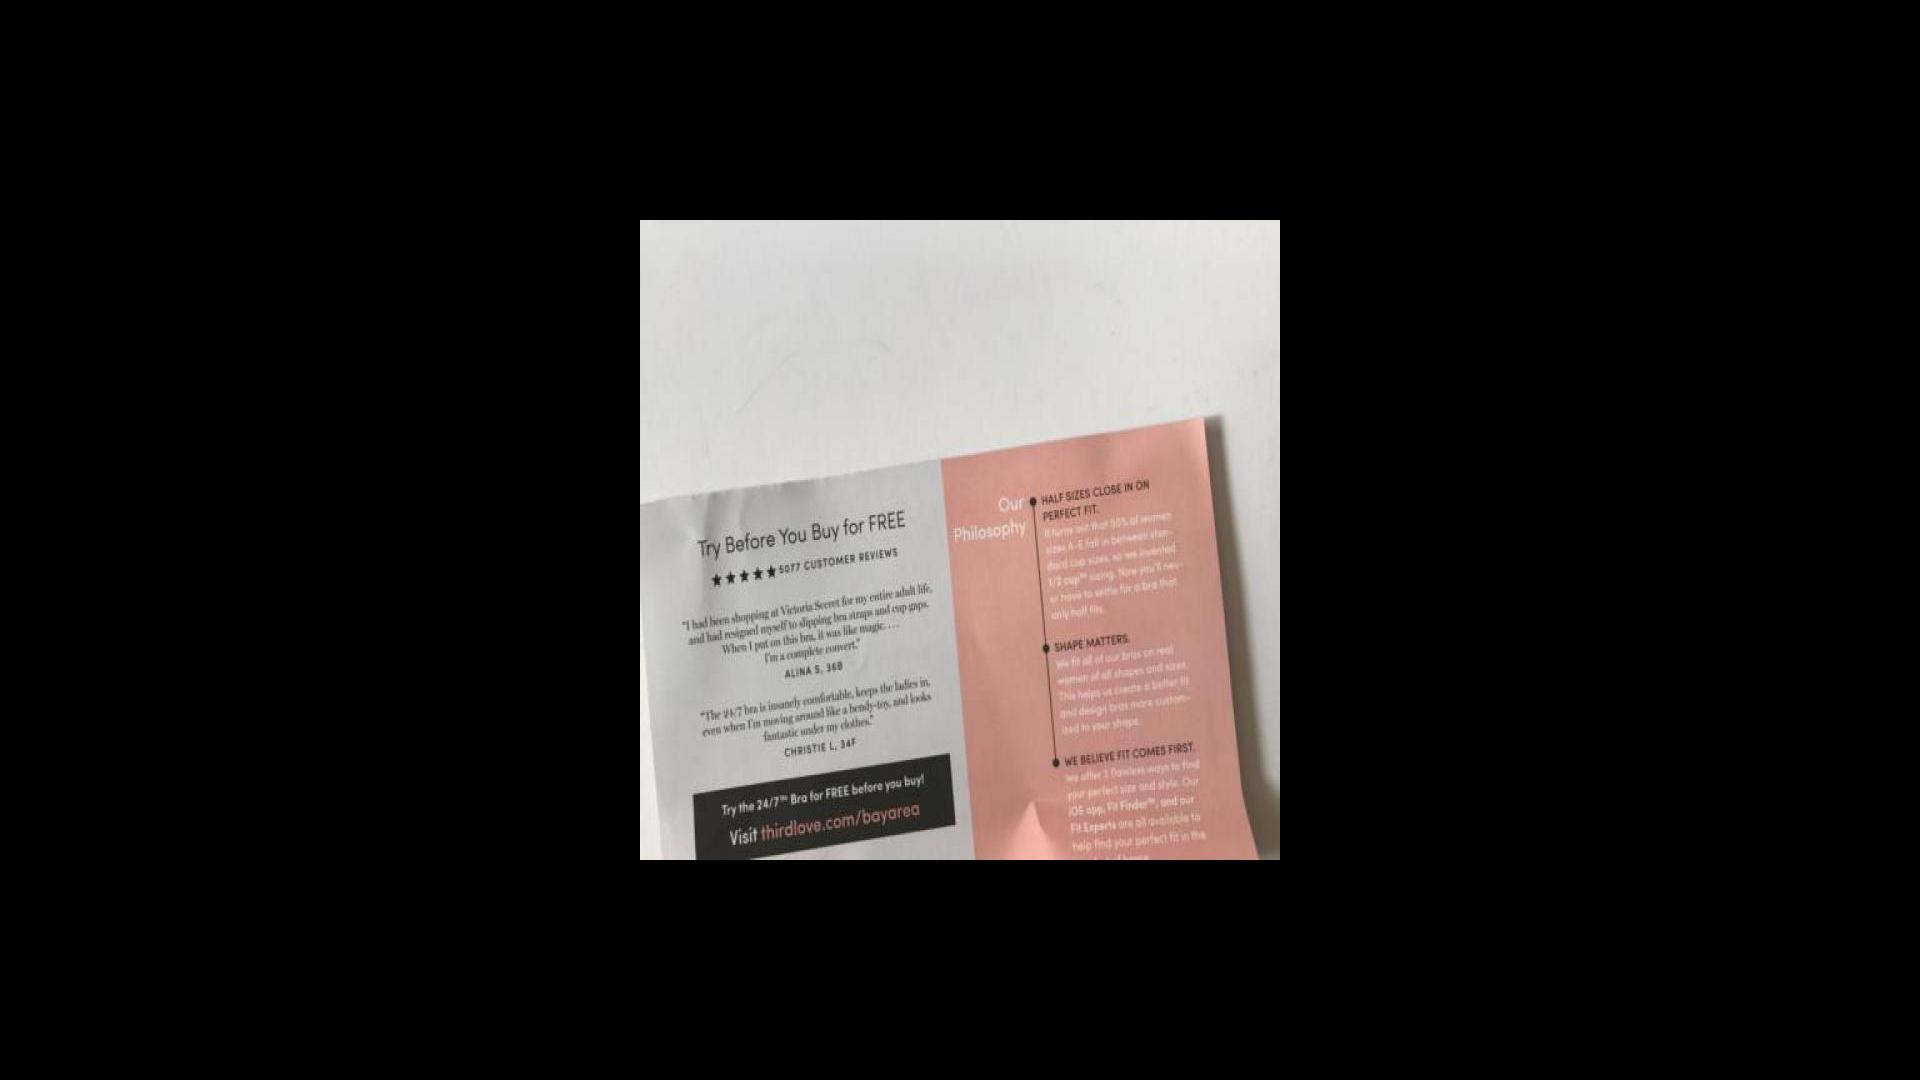 Try Before You Buy for FREE
★★★★★ 5077 CUSTOMER REVIEWS
"I had been shopping at Victoria Secret for my entire adult life,
and had resigned myself to slipping bra straps and cup gaps.
When I put on this bra, it was like magic. . . .
I'm a complete convert."
ALINA S, 36B
"The 24/7 bra is insanely comfortable, keeps the ladies in,
even when I'm moving around like a bendy-toy, and looks
fantastic under my clothes."
CHRISTIE L, 34F
Try the 24/7™ Bra for FREE before you buy!
Visit thirdlove.com/bayarea
Our
Philosophy
HALF SIZES CLOSE IN ON
PERFECT FIT.
It turns out that 50% of women
sizes A-E fall in between stan-
dard cup sizes, so we invented
1/2 cup™ sizing. Now you'll nev-
er have to settle for a bra that
only half fits.
SHAPE MATTERS.
We fit all of our bras on real
women of all shapes and sizes.
This helps us create a better fit
and design bras more custom-
ized to your shape.
WE BELIEVE FIT COMES FIRST.
We offer 3 flawless ways to find
your perfect size and style. Our
iOS app, Fit Finder™, and our
Fit Experts are all available to
help find your perfect fit in the